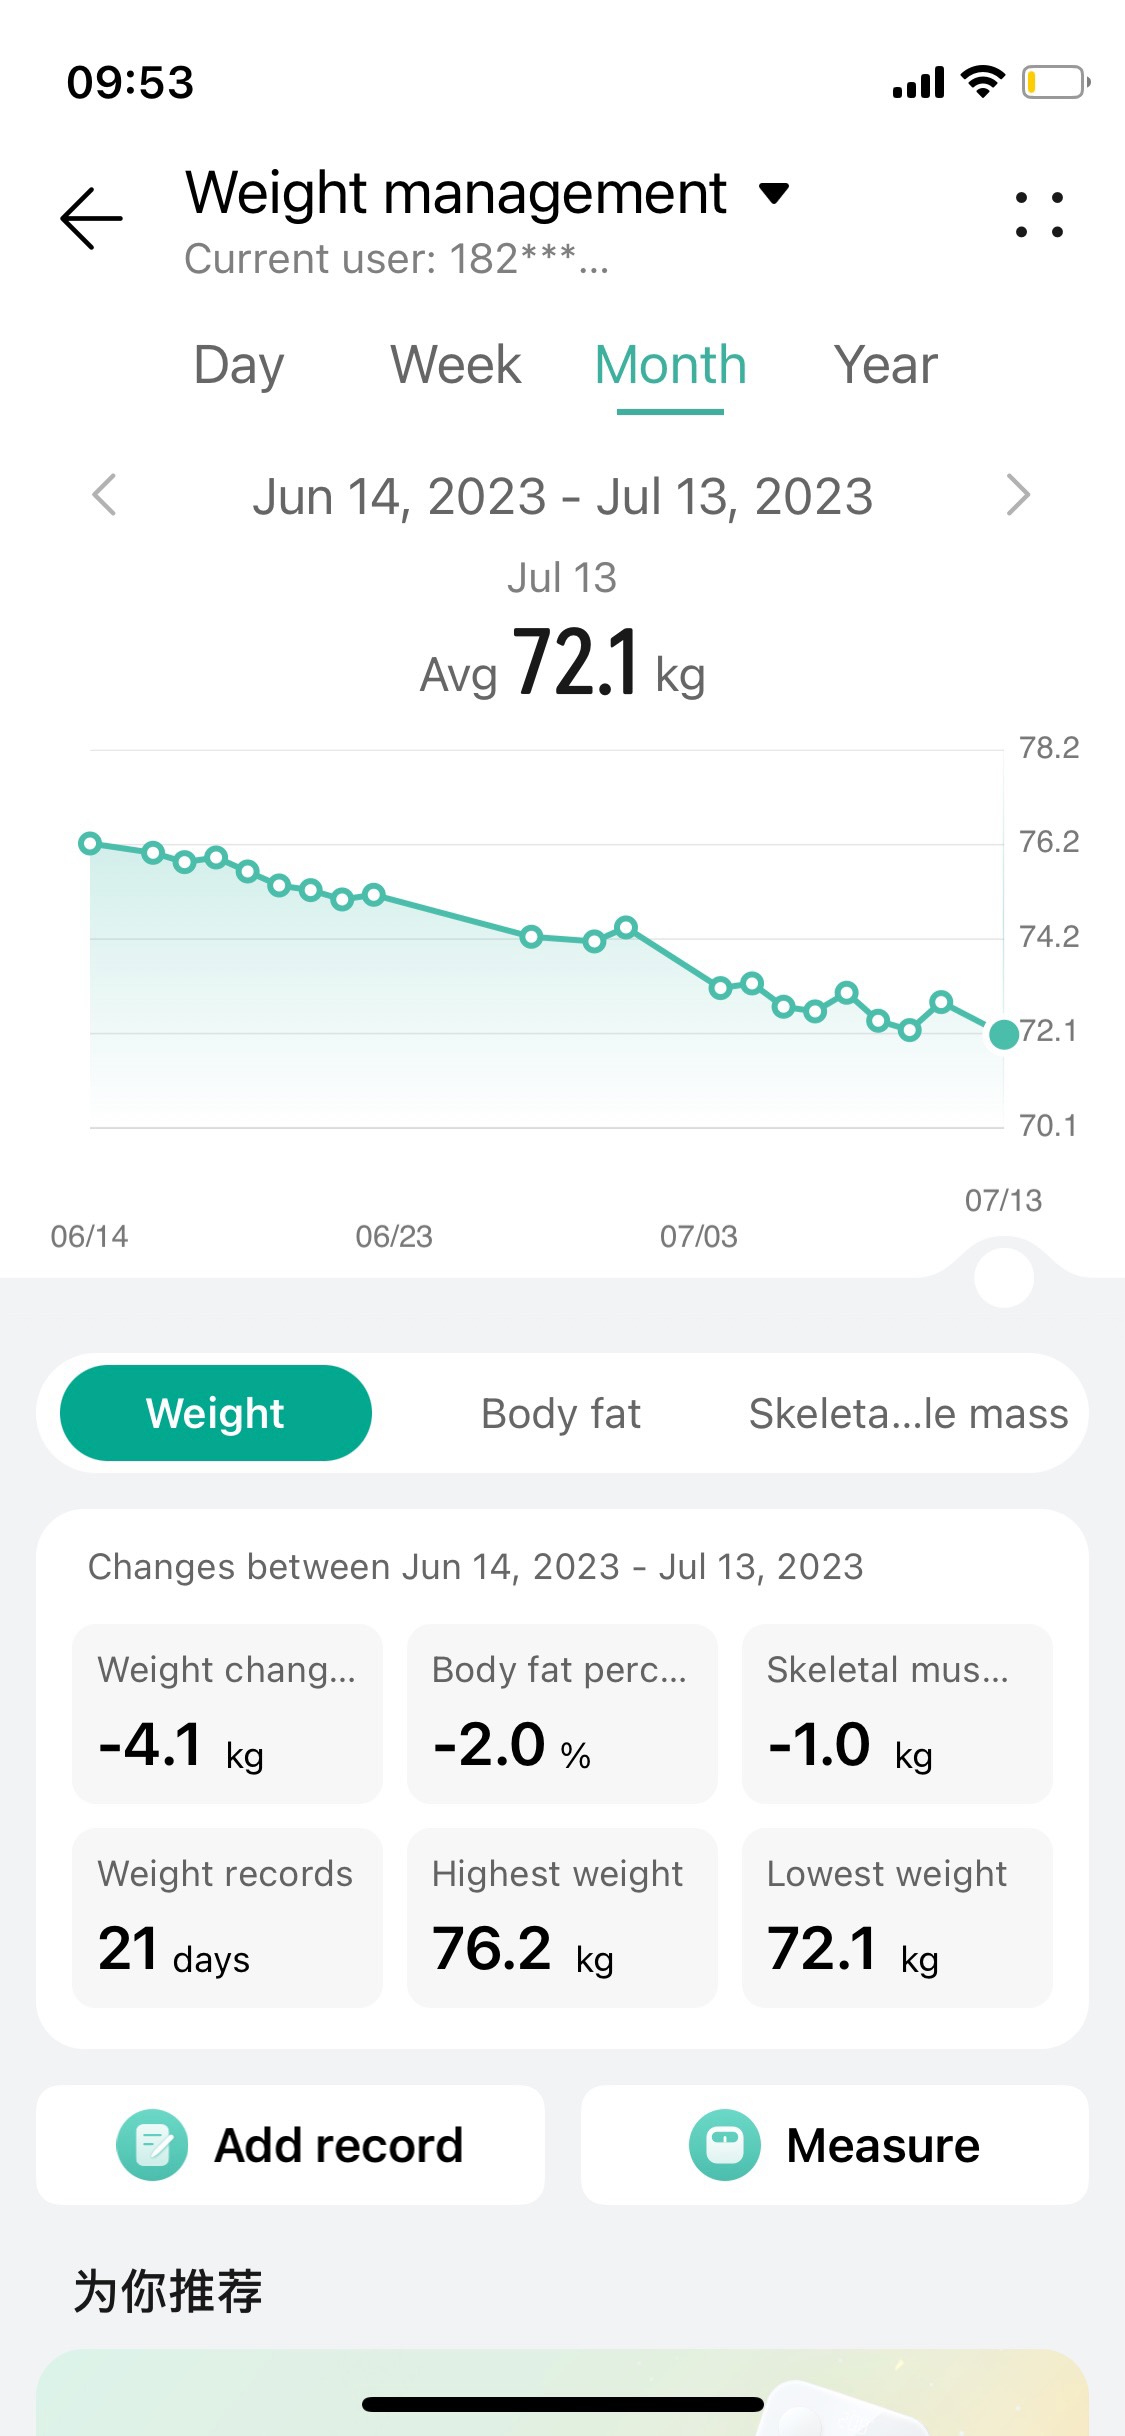 09:53
Weight management
Current user: 182***...
Day Week Month Year
Jun 14, 2023 - Jul 13, 2023
Jul 13
Avg 72.1 kg
78.2
76.2
74.2
72.1
70.1
07/13
06/14 06/23 07/03
Weight Body fat Skeleta...le mass
Changes between Jun 14, 2023 - Jul 13, 2023
Weight chang... Body fat perc... Skeletal mus...
-4.1 kg -2.0 % -1.0 kg
Weight records Highest weight Lowest weight
21 days 76.2 kg 72.1 kg
Add record Measure
为你推荐